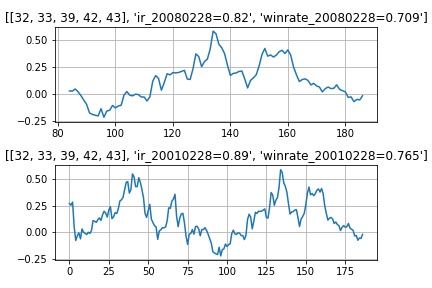 [[32, 33, 39, 42, 43], 'ir_20080228=0.82', 'winrate_20080228=0.709']
0.50
0.25
0.00
−0.25
80 100 120 140 160 180
[[32, 33, 39, 42, 43], 'ir_20010228=0.89', 'winrate_20010228=0.765']
0.50
0.25
0.00
−0.25
0 25 50 75 100 125 150 175